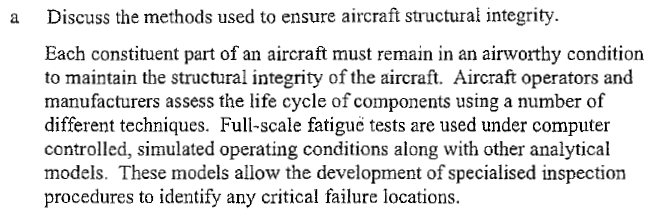 a Discuss the methods used to ensure aircraft structural integrity.
Each constituent part of an aircraft must remain in an airworthy condition
to maintain the structural integrity of the aircraft. Aircraft operators and
manufacturers assess the life cycle of components using a number of
different techniques. Full-scale fatigue tests are used under computer
controlled, simulated operating conditions along with other analytical
models. These models allow the development of specialised inspection
procedures to identify any critical failure locations.